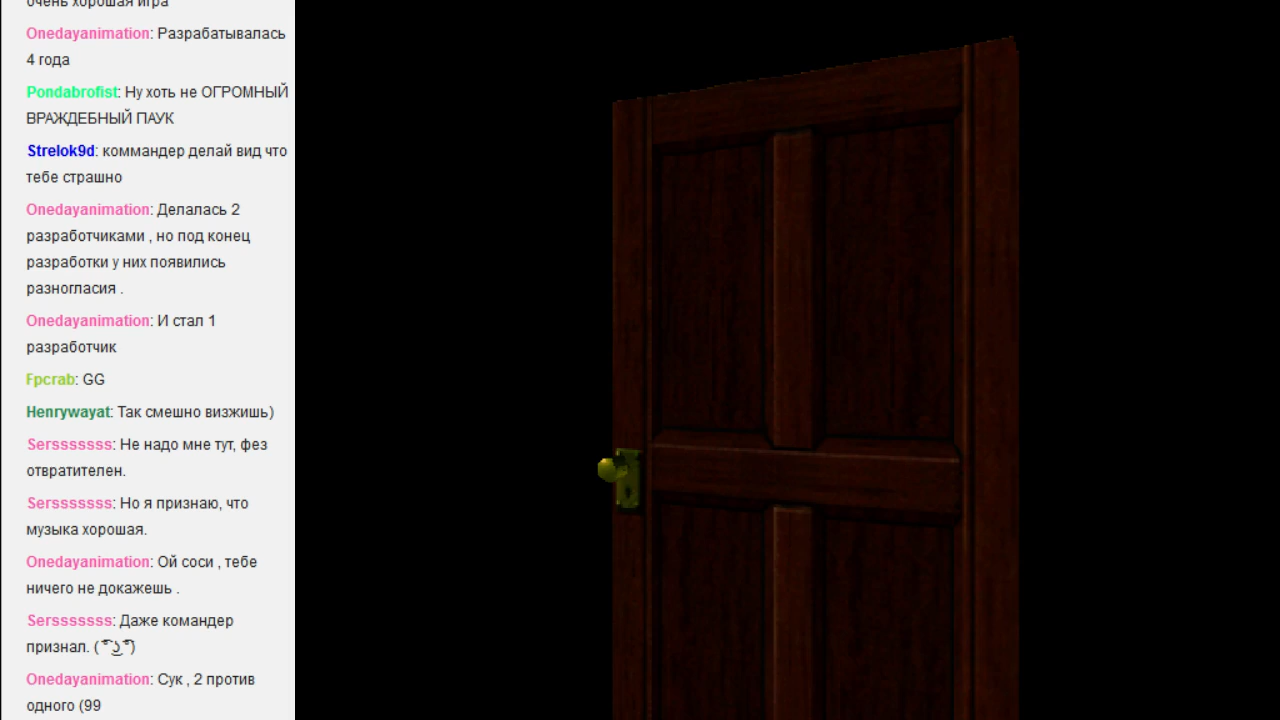 очень хорошая игра
Onedayanimation: Разрабатывалась
4 года
Pondabrofist: Ну хоть не ОГРОМНЫЙ
ВРАЖДЕБНЫЙ ПАУК
Strelok9d: коммандер делай вид что
тебе страшно
Onedayanimation: Делалась 2
разработчиками , но под конец
разработки у них появились
разногласия .
Onedayanimation: И стал 1
разработчик
Fpcrab: GG
Henrywayat: Так смешно визжишь)
Serssssss: Не надо мне тут, фез
отвратителен.
Serssssss: Но я признаю, что
музыка хорошая.
Onedayanimation: Ой соси , тебе
ничего не докажешь .
Serssssss: Даже командер
признал. ( ͡° ͜ʖ ͡°)
Onedayanimation: Сук , 2 против
одного (99